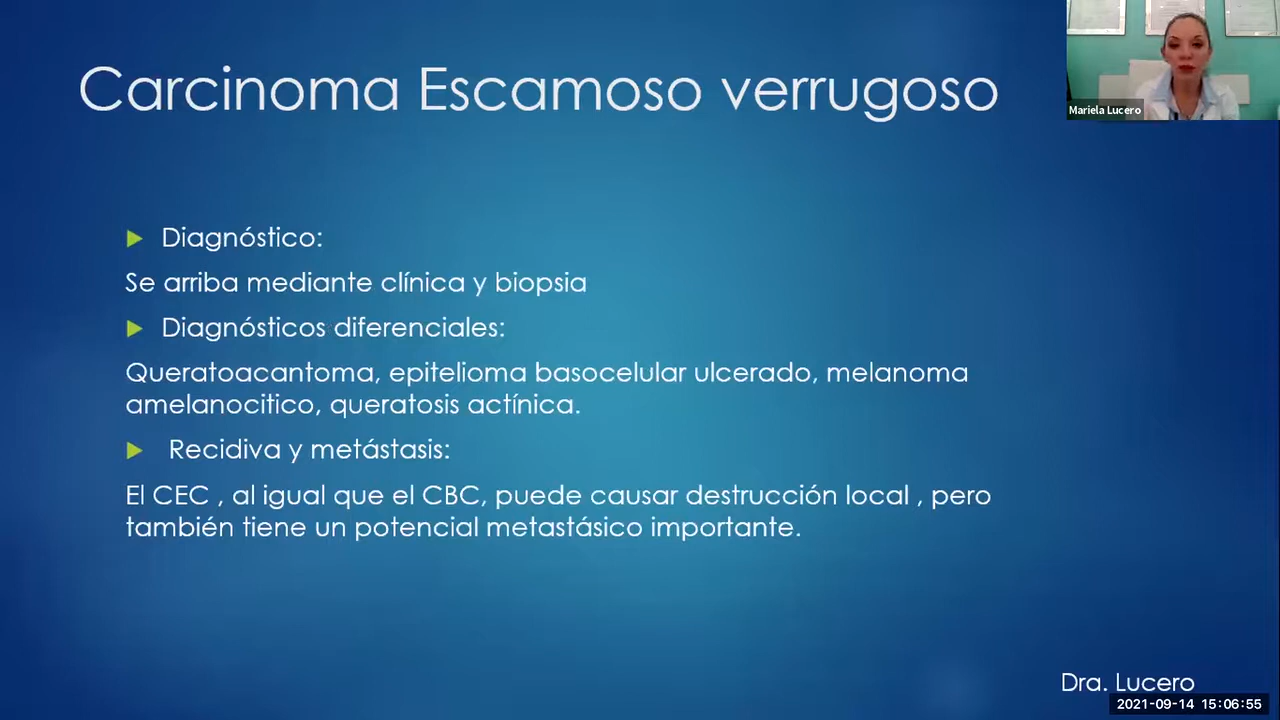 Carcinoma Escamoso verrugoso
Mariela Lucero
Diagnóstico:
Se arriba mediante clínica y biopsia
Diagnósticos diferenciales:
Queratoacantoma, epitelioma basocelular ulcerado, melanoma
amelanocitico, queratosis actínica.
Recidiva y metástasis:
El CEC , al igual que el CBC, puede causar destrucción local , pero
también tiene un potencial metastásico importante.
Dra. Lucero
2021-09-14 15:06:55